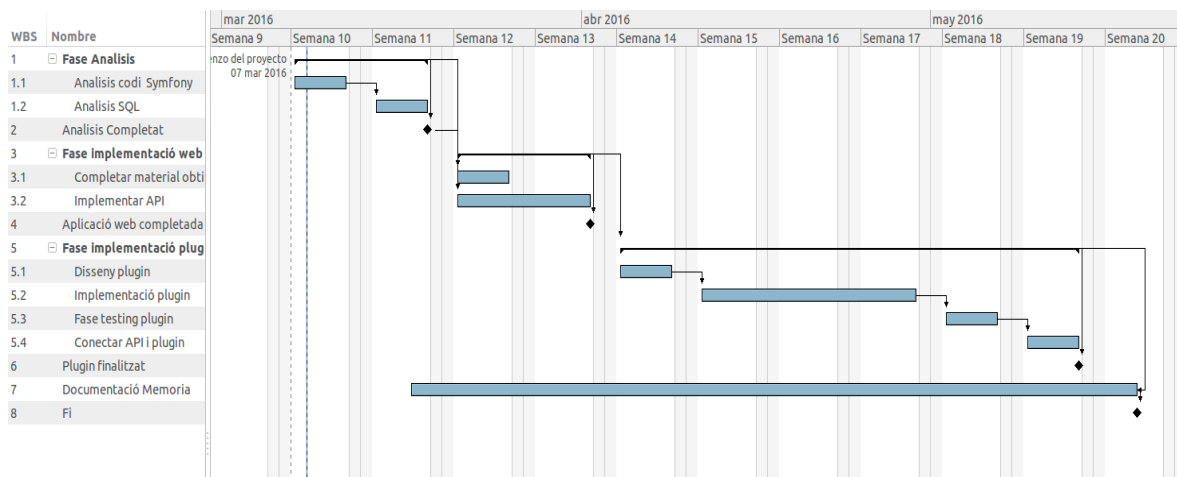 mar 2016 abr 2016 may 2016
WBS Nombre Semana 9 Semana 10 Semana 11 Semana 12 Semana 13 Semana 14 Semana 15 Semana 16 Semana 17 Semana 18 Semana 19 Semana 20
1 Fase Analisis enzo del proyecto
07 mar 2016
1.1 Analisis codi Symfony
1.2 Analisis SQL
2 Analisis Completat
3 Fase implementació web
3.1 Completar material obti
3.2 Implementar API
4 Aplicació web completada
5 Fase implementació plug
5.1 Disseny plugin
5.2 Implementació plugin
5.3 Fase testing plugin
5.4 Conectar API i plugin
6 Plugin finalitzat
7 Documentació Memoria
8 Fi